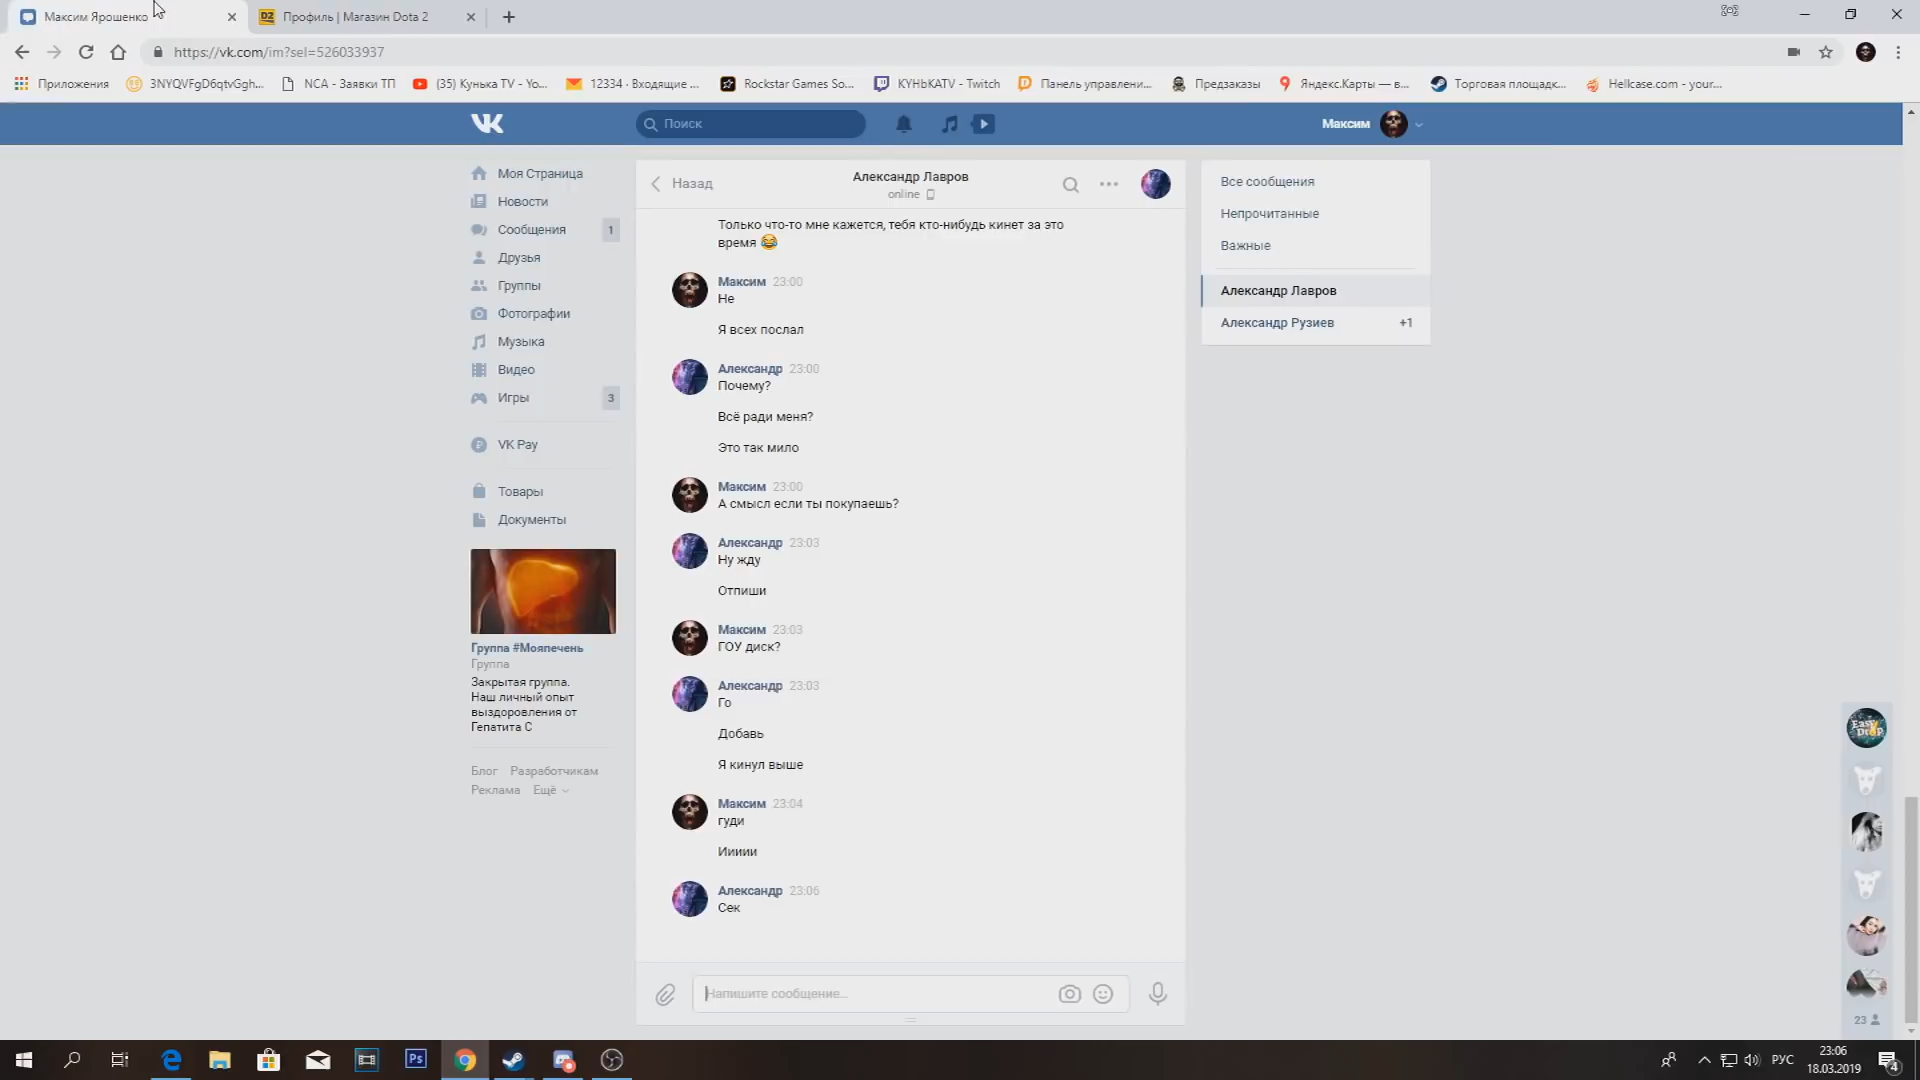 Максим Ярошенко
Профиль | Магазин Dota 2
https://vk.com/im?sel=526033937
Приложения
3NYQVFgD6qtvGgh...
NCA - Заявки ТП
(35) Кунька TV - Yo...
12334 · Входящие ...
Rockstar Games So...
KYHbKATV - Twitch
Панель управлени...
Предзаказы
Яндекс.Карты — в...
Торговая площадк...
Hellcase.com - your...
Поиск
Максим
Моя Страница
Новости
Сообщения 1
Друзья
Группы
Фотографии
Музыка
Видео
Игры 3
VK Pay
Товары
Документы
Группа #Мояпечень
Группа
Закрытая группа.
Наш личный опыт
выздоровления от
Гепатита С
Блог Разработчикам
Реклама Ещё
Назад
Александр Лавров
online
Только что-то мне кажется, тебя кто-нибудь кинет за это
время 😂
Максим 23:00
Не
Я всех послал
Александр 23:00
Почему?
Всё ради меня?
Это так мило
Максим 23:00
А смысл если ты покупаешь?
Александр 23:03
Ну жду
Отпиши
Максим 23:03
ГОУ диск?
Александр 23:03
Го
Добавь
Я кинул выше
Максим 23:04
гуди
Иииии
Александр 23:06
Сек
Напишите сообщение...
Все сообщения
Непрочитанные
Важные
Александр Лавров
Александр Рузиев +1
Easy Drop
23
Ps
РУС
23:06
18.03.2019
4